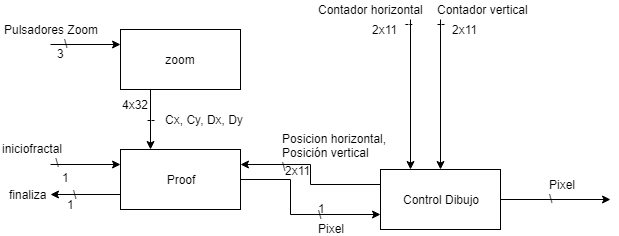 Contador horizontal
Contador vertical
2x11
2x11
Pulsadores Zoom
3
zoom
4x32
Cx, Cy, Dx, Dy
iniciofractal
1
finaliza
1
Proof
Posicion horizontal,
Posición vertical
2x11
1
Pixel
Control Dibujo
Pixel